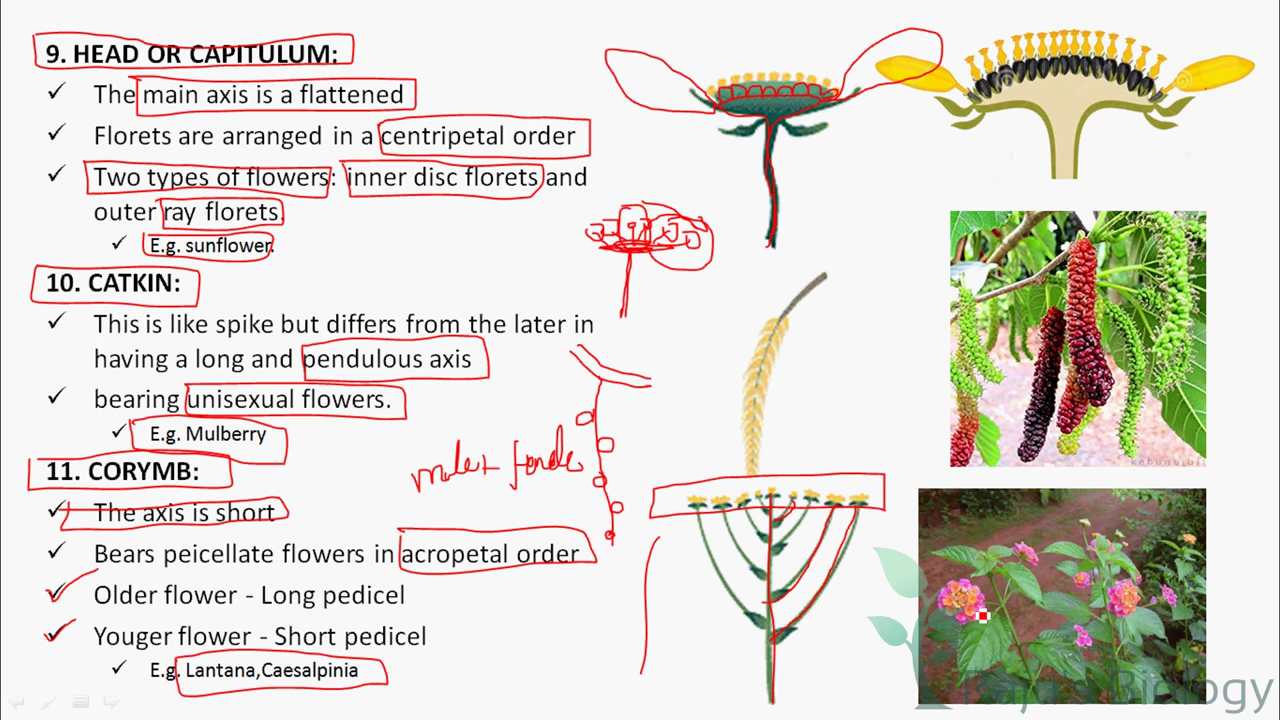 9. HEAD OR CAPITULUM:
The main axis is a flattened
Florets are arranged in a centripetal order
Two types of flowers: inner disc florets and
outer ray florets.
E.g. sunflower.
10. CATKIN:
This is like spike but differs from the later in
having a long and pendulous axis
bearing unisexual flowers.
E.g. Mulberry
11. CORYMB:
The axis is short
Bears peicellate flowers in acropetal order
Older flower - Long pedicel
Youger flower - Short pedicel
E.g. Lantana,Caesalpinia
Biology